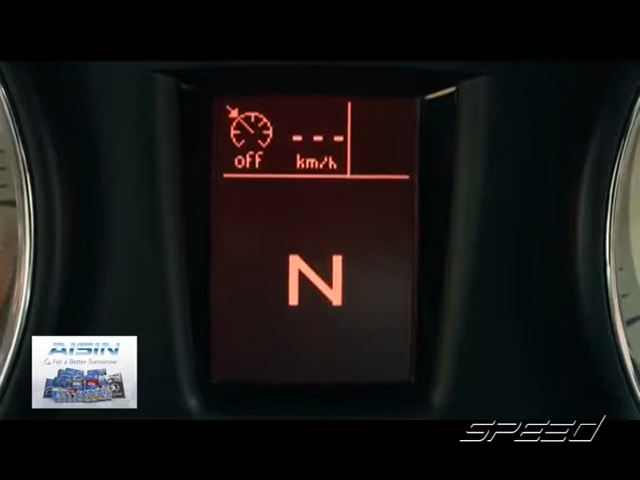 off
--- km/h
N
AISIN
For a Better Tomorrow
SPEED